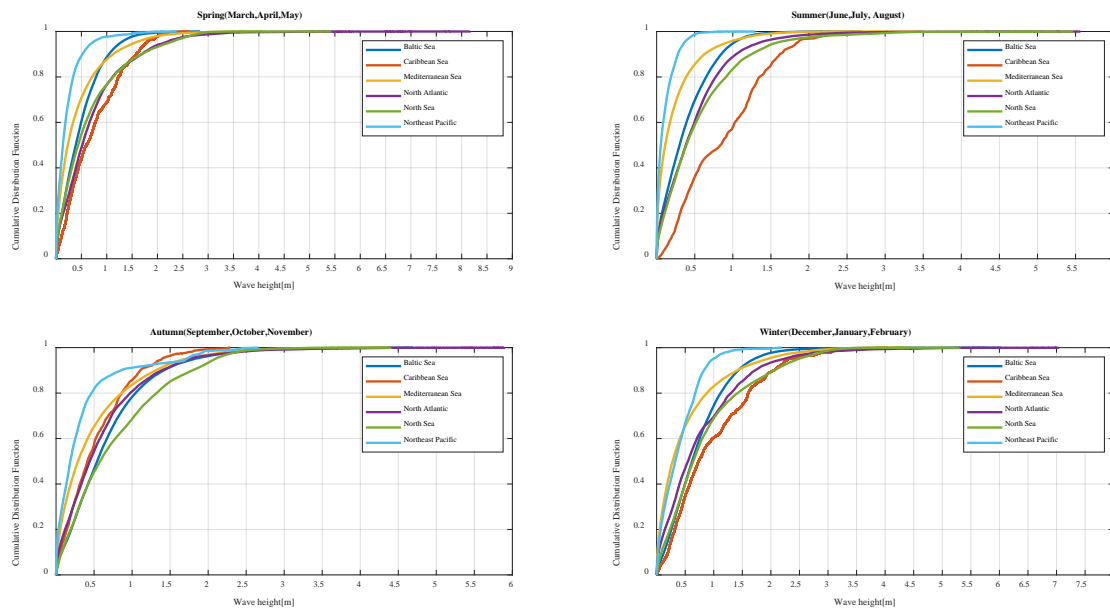 Spring(March,April,May)
1
0.8
0.6
0.4
0.2
0
Cumulative Distribution Function
Baltic Sea
Caribbean Sea
Mediterranean Sea
North Atlantic
North Sea
Northeast Pacific
0.5 1 1.5 2 2.5 3 3.5 4 4.5 5 5.5 6 6.5 7 7.5 8 8.5 9
Wave height[m]
Summer(June,July, August)
1
0.8
0.6
0.4
0.2
0
Cumulative Distribution Function
Baltic Sea
Caribbean Sea
Mediterranean Sea
North Atlantic
North Sea
Northeast Pacific
0.5 1 1.5 2 2.5 3 3.5 4 4.5 5 5.5
Wave height[m]
Autumn(September,October,November)
1
0.8
0.6
0.4
0.2
0
Cumulative Distribution Function
Baltic Sea
Caribbean Sea
Mediterranean Sea
North Atlantic
North Sea
Northeast Pacific
0.5 1 1.5 2 2.5 3 3.5 4 4.5 5 5.5 6
Wave height[m]
Winter(December,January,February)
1
0.8
0.6
0.4
0.2
0
Cumulative Distribution Function
Baltic Sea
Caribbean Sea
Mediterranean Sea
North Atlantic
North Sea
Northeast Pacific
0.5 1 1.5 2 2.5 3 3.5 4 4.5 5 5.5 6 6.5 7 7.5
Wave height[m]